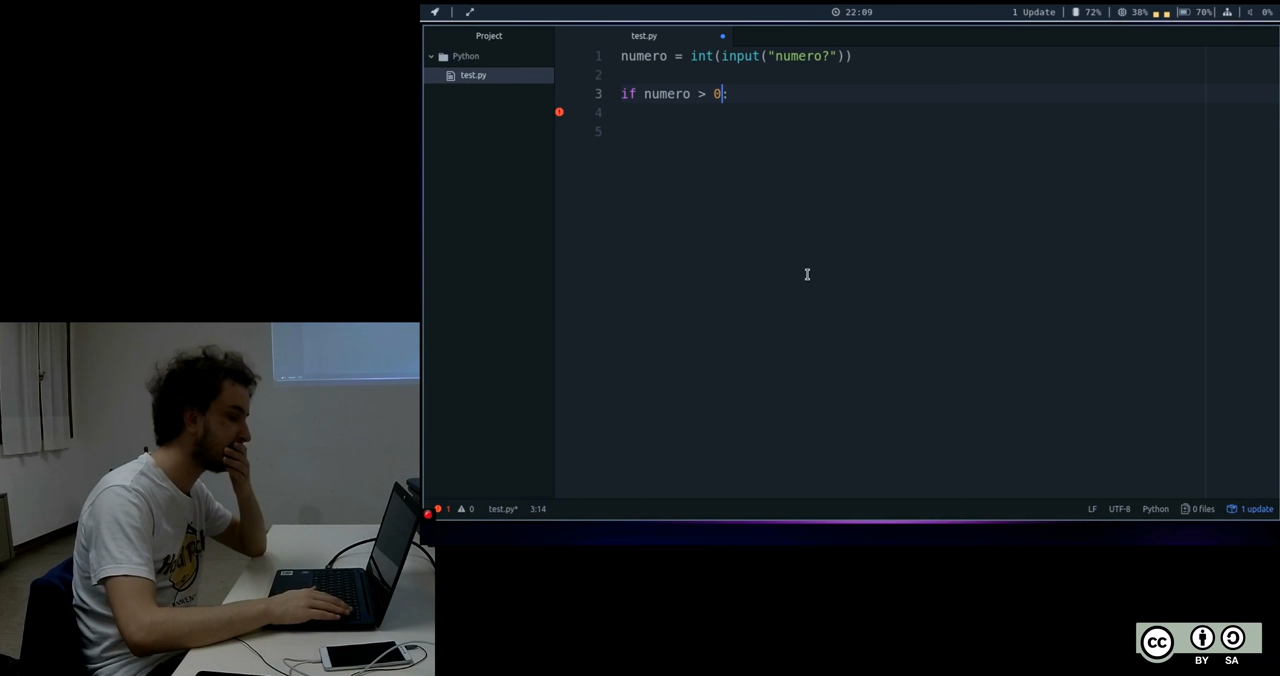 22:09
1 Update
72%
38%
70%
0%
Project
test.py
Python
test.py
1 numero = int(input("numero?"))
2
3 if numero > 0:
4
5
1
0
test.py*
3:14
LF
UTF-8
Python
0 files
1 update
cc
BY
SA